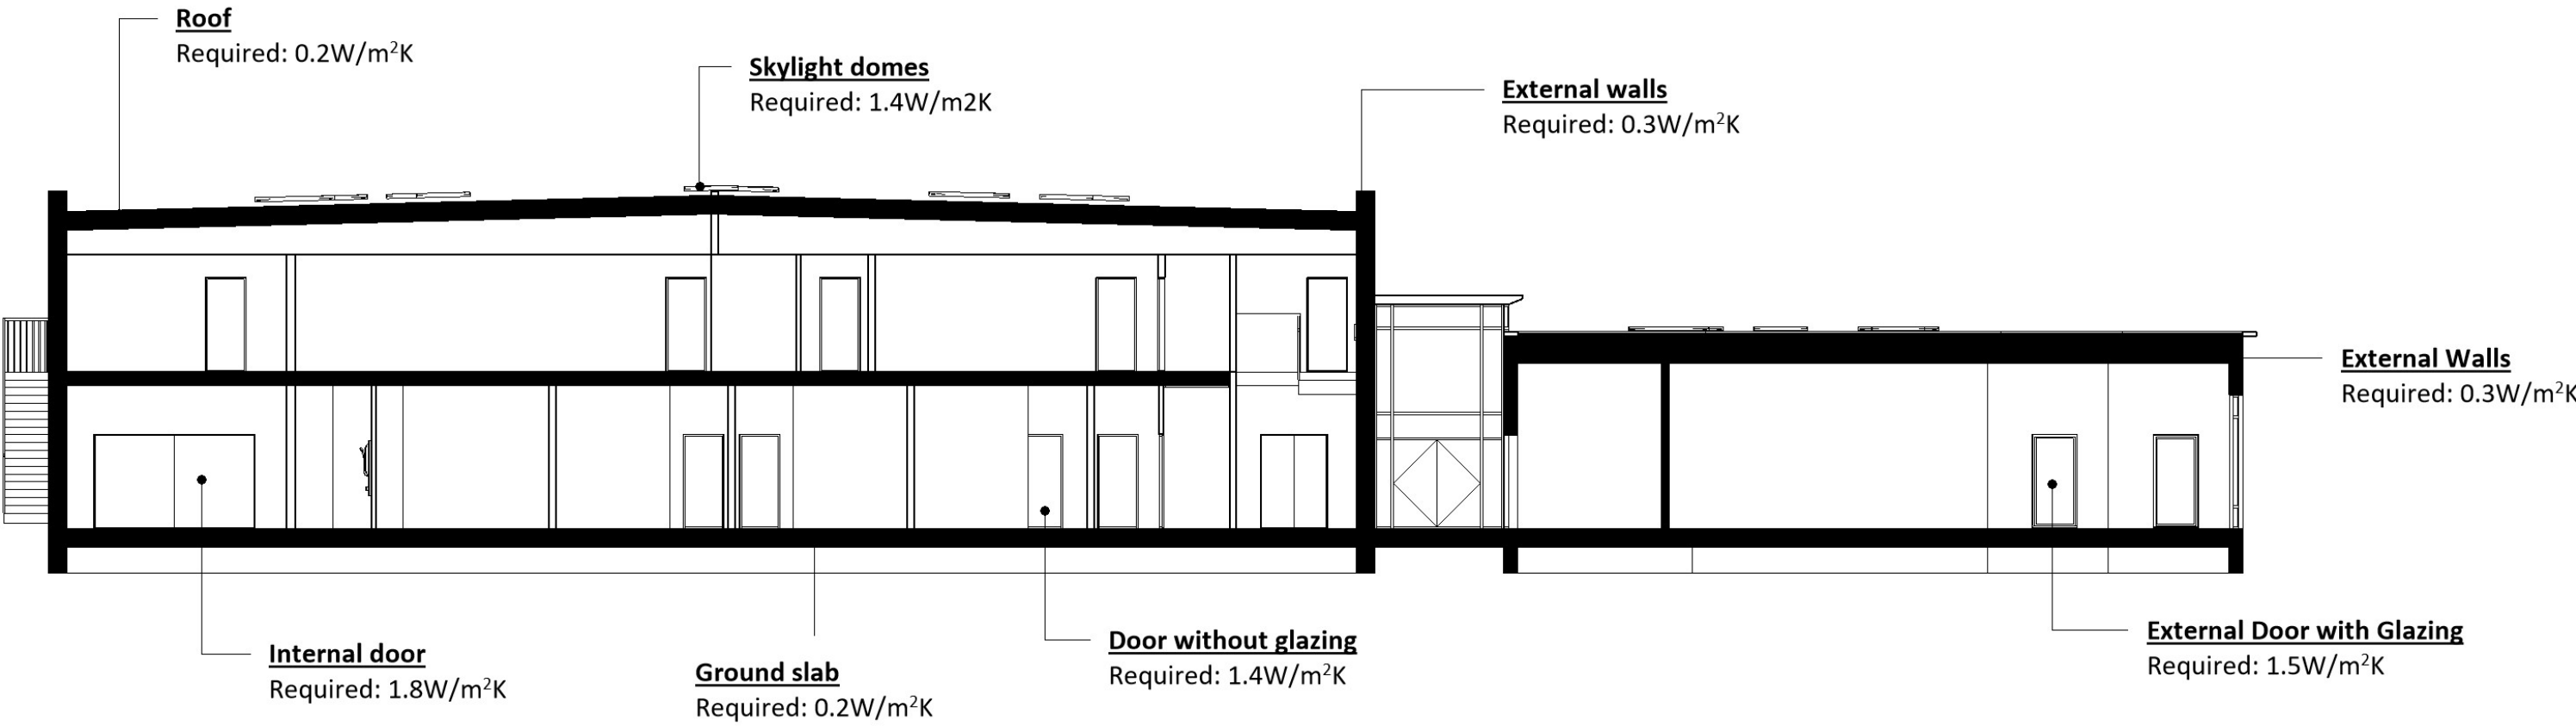 Roof
Required: 0.2W/m²K
Skylight domes
Required: 1.4W/m2K
External walls
Required: 0.3W/m²K
External Walls
Required: 0.3W/m²K
Internal door
Required: 1.8W/m²K
Ground slab
Required: 0.2W/m²K
Door without glazing
Required: 1.4W/m²K
External Door with Glazing
Required: 1.5W/m²K